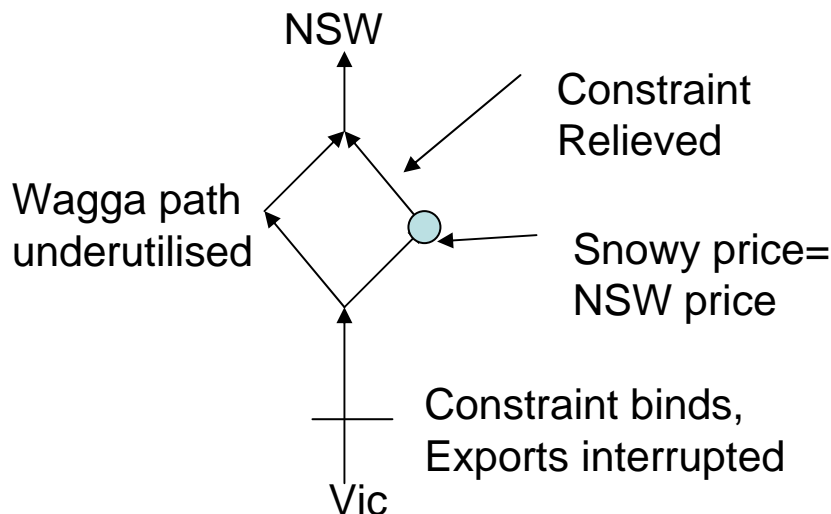 NSW
Constraint
Relieved
Wagga path
underutilised
Snowy price=
NSW price
Constraint binds,
Exports interrupted
Vic